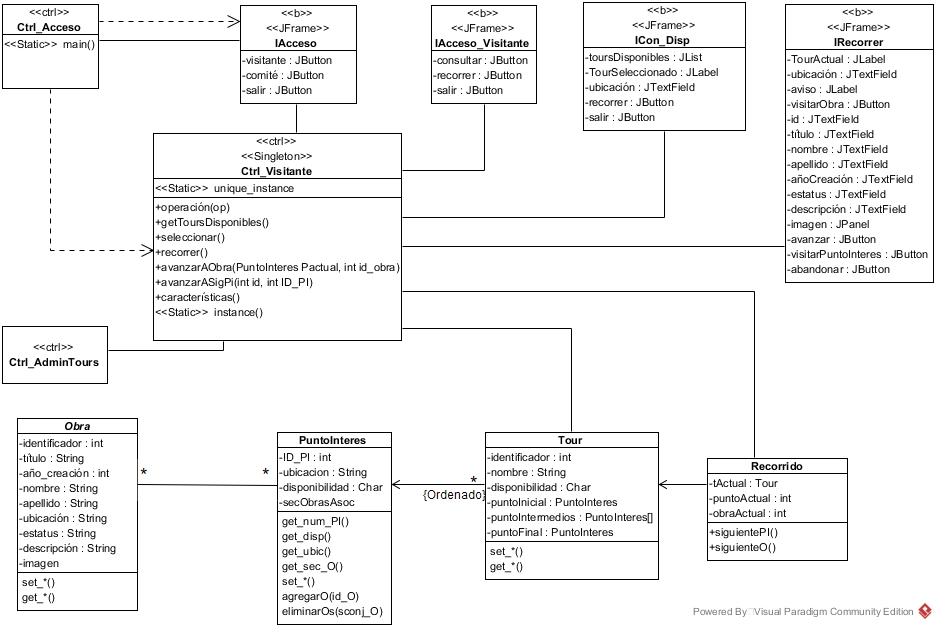 <<ctrl>>
Ctrl_Acceso
<<Static>> main()
<<b>>
<<JFrame>>
IAcceso
-visitante : JButton
-comité : JButton
-salir : JButton
<<b>>
<<JFrame>>
IAcceso_Visitante
-consultar : JButton
-recorrer : JButton
-salir : JButton
<<b>>
<<JFrame>>
ICon_Disp
-toursDisponibles : JList
-TourSeleccionado : JLabel
-ubicación : JTextField
-recorrer : JButton
-salir : JButton
<<b>>
<<JFrame>>
IRecorrer
-TourActual : JLabel
-ubicación : JTextField
-aviso : JLabel
-visitarObra : JButton
-id : JTextField
-título : JTextField
-nombre : JTextField
-apellido : JTextField
-añoCreación : JTextField
-estatus : JTextField
-descripción : JTextField
-imagen : JPanel
-avanzar : JButton
-visitarPuntoInteres : JButton
-abandonar : JButton
<<ctrl>>
<<Singleton>>
Ctrl_Visitante
<<Static>> unique_instance
+operación(op)
+getToursDisponibles()
+seleccionar()
+recorrer()
+avanzarAObra(PuntoInteres Pactual, int id_obra)
+avanzarASigPi(int id, int ID_PI)
+características()
<<Static>> instance()
<<ctrl>>
Ctrl_AdminTours
Obra
-identificador : int
-título : String
-año_creación : int
-nombre : String
-apellido : String
-ubicación : String
-estatus : String
-descripción : String
-imagen
set_*()
get_*()
*
*
PuntoInteres
-ID_PI : int
-ubicacion : String
-disponibilidad : Char
-secObrasAsoc
get_num_PI()
get_disp()
get_ubic()
get_sec_O()
set_*()
agregarO(id_O)
eliminarOs(sconj_O)
*
{Ordenado}
Tour
-identificador : int
-nombre : String
-disponibilidad : Char
-puntoInicial : PuntoInteres
-puntoIntermedios : PuntoInteres[]
-puntoFinal : PuntoInteres
set_*()
get_*()
Recorrido
-tActual : Tour
-puntoActual : int
-obraActual : int
+siguientePI()
+siguienteO()
Powered By Visual Paradigm Community Edition